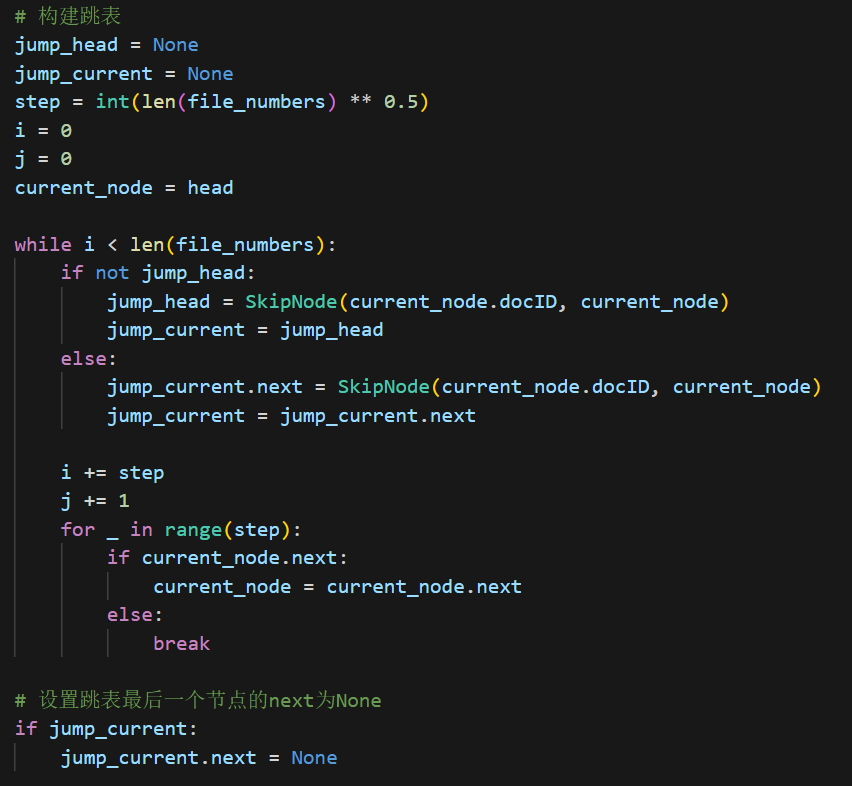 # 构建跳表
jump_head = None
jump_current = None
step = int(len(file_numbers) ** 0.5)
i = 0
j = 0
current_node = head

while i < len(file_numbers):
    if not jump_head:
        jump_head = SkipNode(current_node.docID, current_node)
        jump_current = jump_head
    else:
        jump_current.next = SkipNode(current_node.docID, current_node)
        jump_current = jump_current.next

    i += step
    j += 1
    for _ in range(step):
        if current_node.next:
            current_node = current_node.next
        else:
            break

# 设置跳表最后一个节点的next为None
if jump_current:
    jump_current.next = None